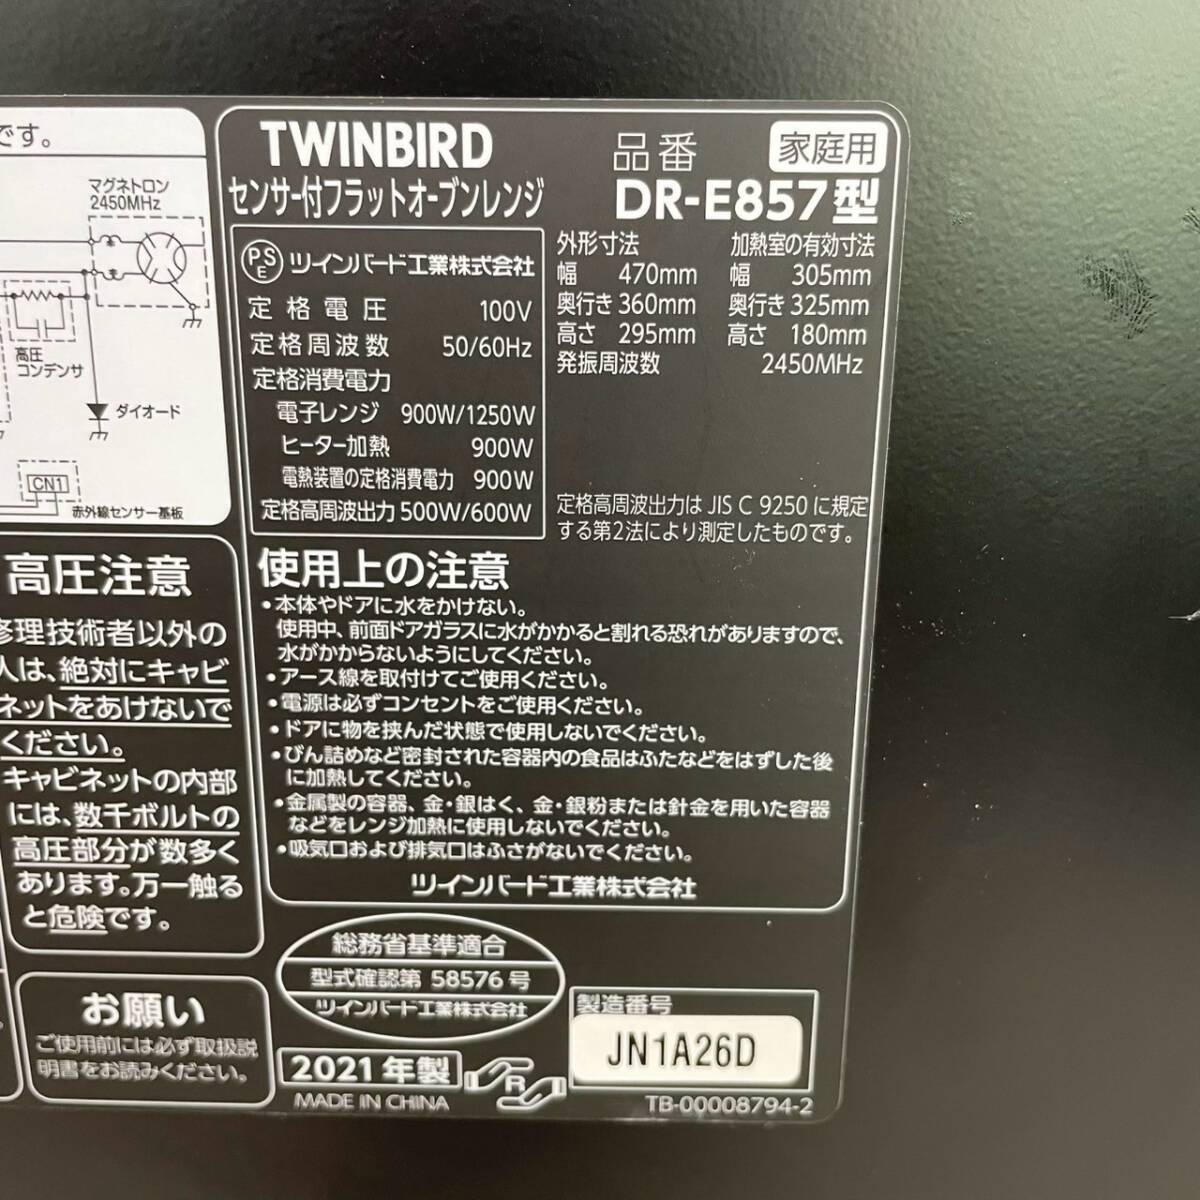 です。
マグネトロン
2450MHz
高圧
コンデンサ
ダイオード
CN1
赤外線センサー基板
高圧注意
修理技術者以外の
人は、絶対にキャビ
ネットをあけないで
ください。
キャビネットの内部
には、数千ボルトの
高圧部分が数多く
あります。万一触る
と危険です。
お願い
ご使用前には必ず取扱説
明書をお読みください。
TWINBIRD
センサー付フラットオーブンレンジ
品番 家庭用
DR-E857型
PSE ツインバード工業株式会社
定格電圧 100V
定格周波数 50/60Hz
定格消費電力
電子レンジ 900W/1250W
ヒーター加熱 900W
電熱装置の定格消費電力 900W
定格高周波出力 500W/600W
外形寸法 加熱室の有効寸法
幅 470mm 幅 305mm
奥行き 360mm 奥行き 325mm
高さ 295mm 高さ 180mm
発振周波数 2450MHz
定格高周波出力は JIS C 9250 に規定
する第2法により測定したものです。
使用上の注意
・本体やドアに水をかけない。
使用中、前面ドアガラスに水がかかると割れる恐れがありますので、
水がかからないようにしてください。
・アース線を取付けてご使用ください。
・電源は必ずコンセントをご使用ください。
・ドアに物を挟んだ状態で使用しないでください。
・びん詰めなど密封された容器内の食品はふたなどをはずした後
に加熱してください。
・金属製の容器、金・銀はく、金・銀粉または針金を用いた容器
などをレンジ加熱に使用しないでください。
・吸気口および排気口はふさがないでください。
ツインバード工業株式会社
総務省基準適合
型式確認第 58576 号
ツインバード工業株式会社
2021年製
MADE IN CHINA
R
製造番号
JN1A26D
TB-00008794-2